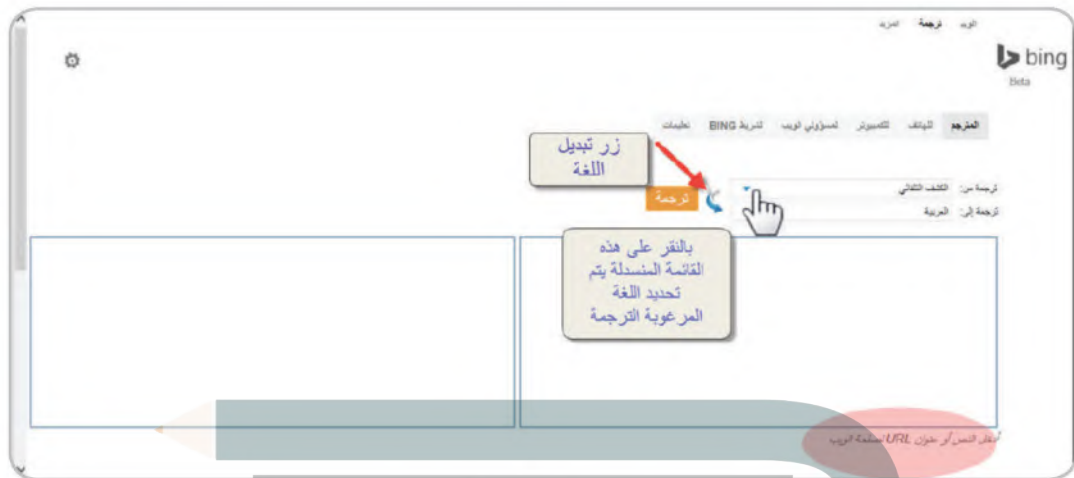 الويب ترجمة المزيد
bing
Beta
المترجم للهاتف للكمبيوتر لمسؤولي الويب لشريط BING تعليمات
زر تبديل
اللغة
ترجمة من: الكشف التلقائي
ترجمة
ترجمة إلى: العربية
بالنقر على هذه
القائمة المنسدلة يتم
تحديد اللغة
المرغوبة الترجمة
أدخل النص أو عنوان URL لصفحة الويب